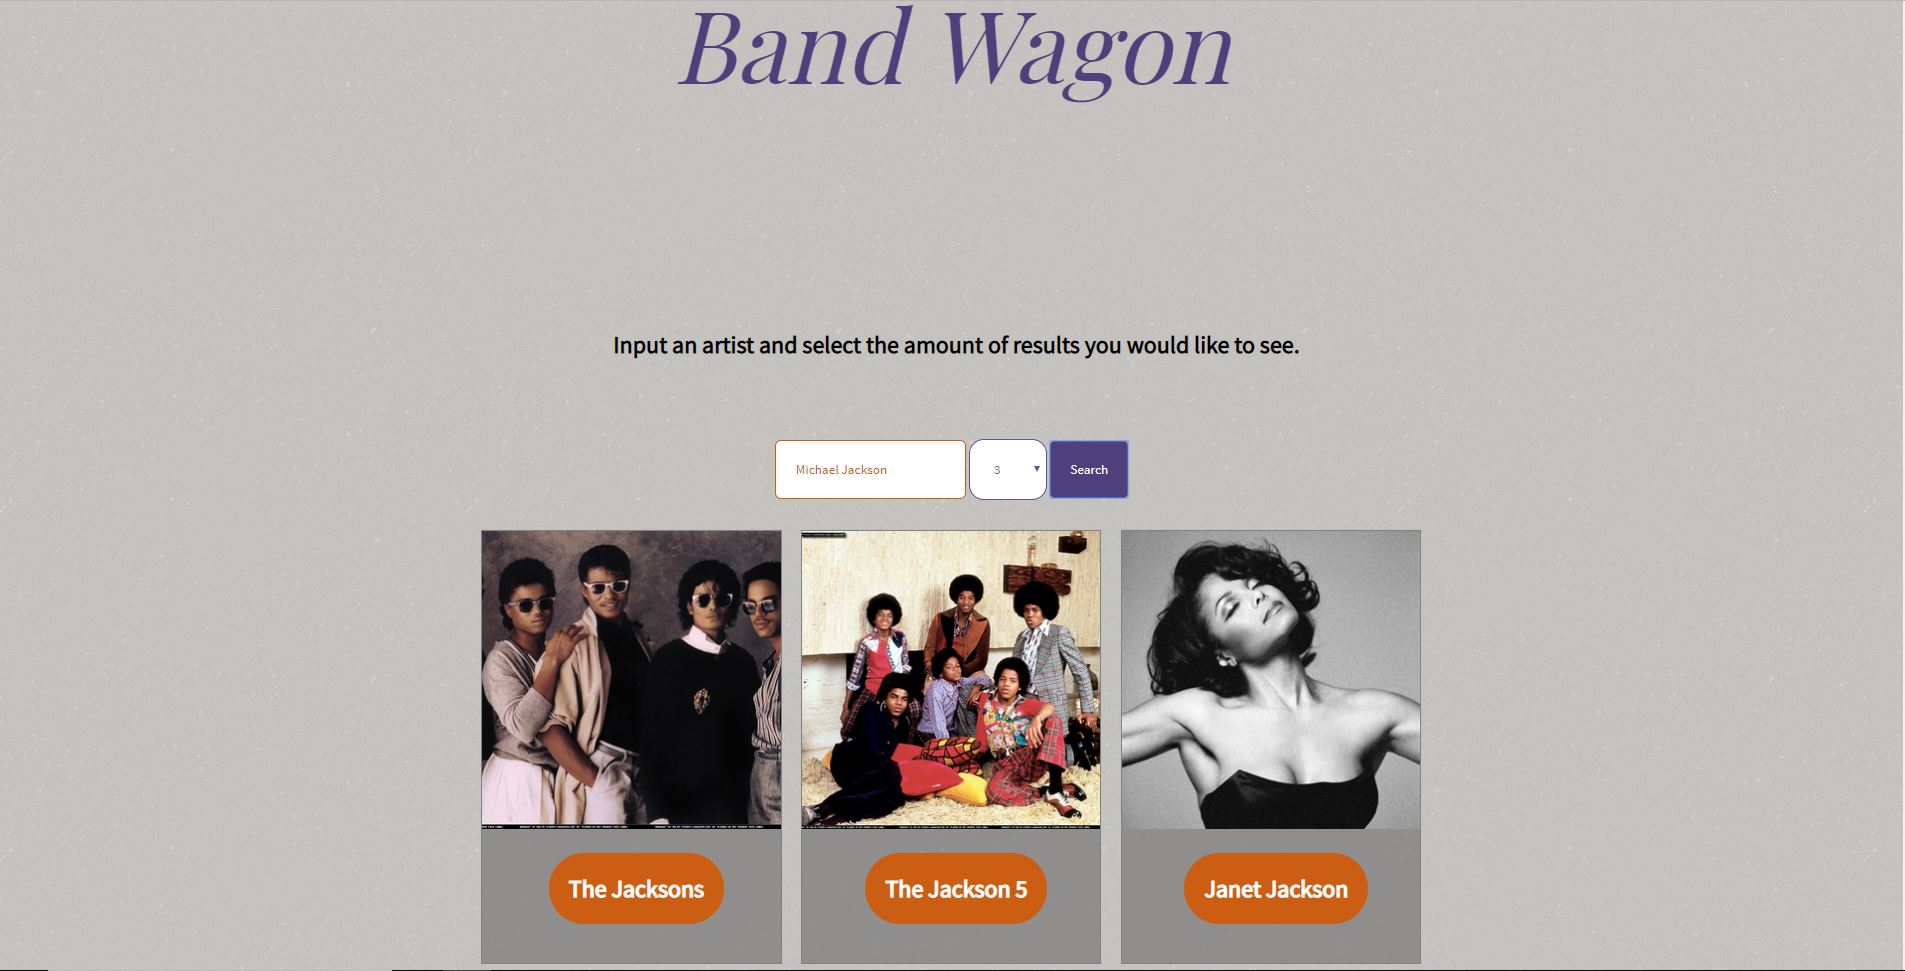 Band Wagon
Input an artist and select the amount of results you would like to see.
Michael Jackson
3
Search
The Jacksons
The Jackson 5
Janet Jackson